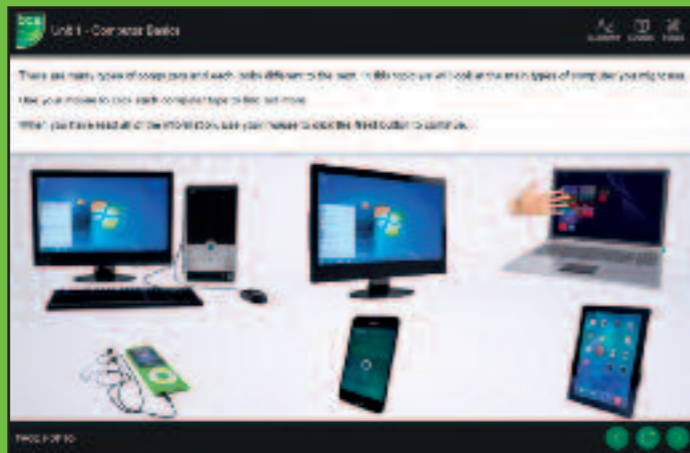 bcs
Unit 1 - Computer Basics
There are many types of computers and each looks different to the next. In this topic we will look at the main types of computer you might see.
Use your mouse to click each computer type to find out more.
When you have read all of the information, use your mouse to click the Next button to continue.